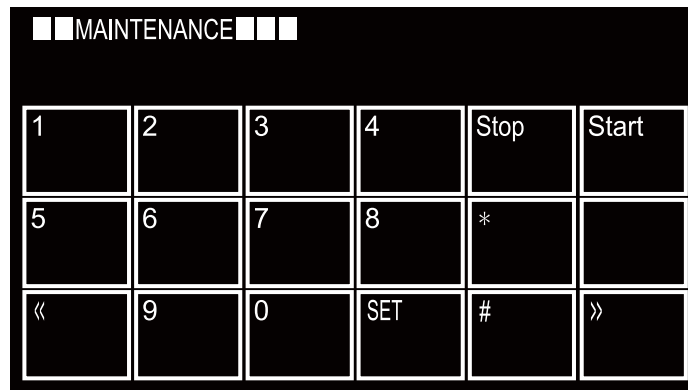 ■■MAINTENANCE■■■
1 2 3 4 Stop Start
5 6 7 8 *
« 9 0 SET # »